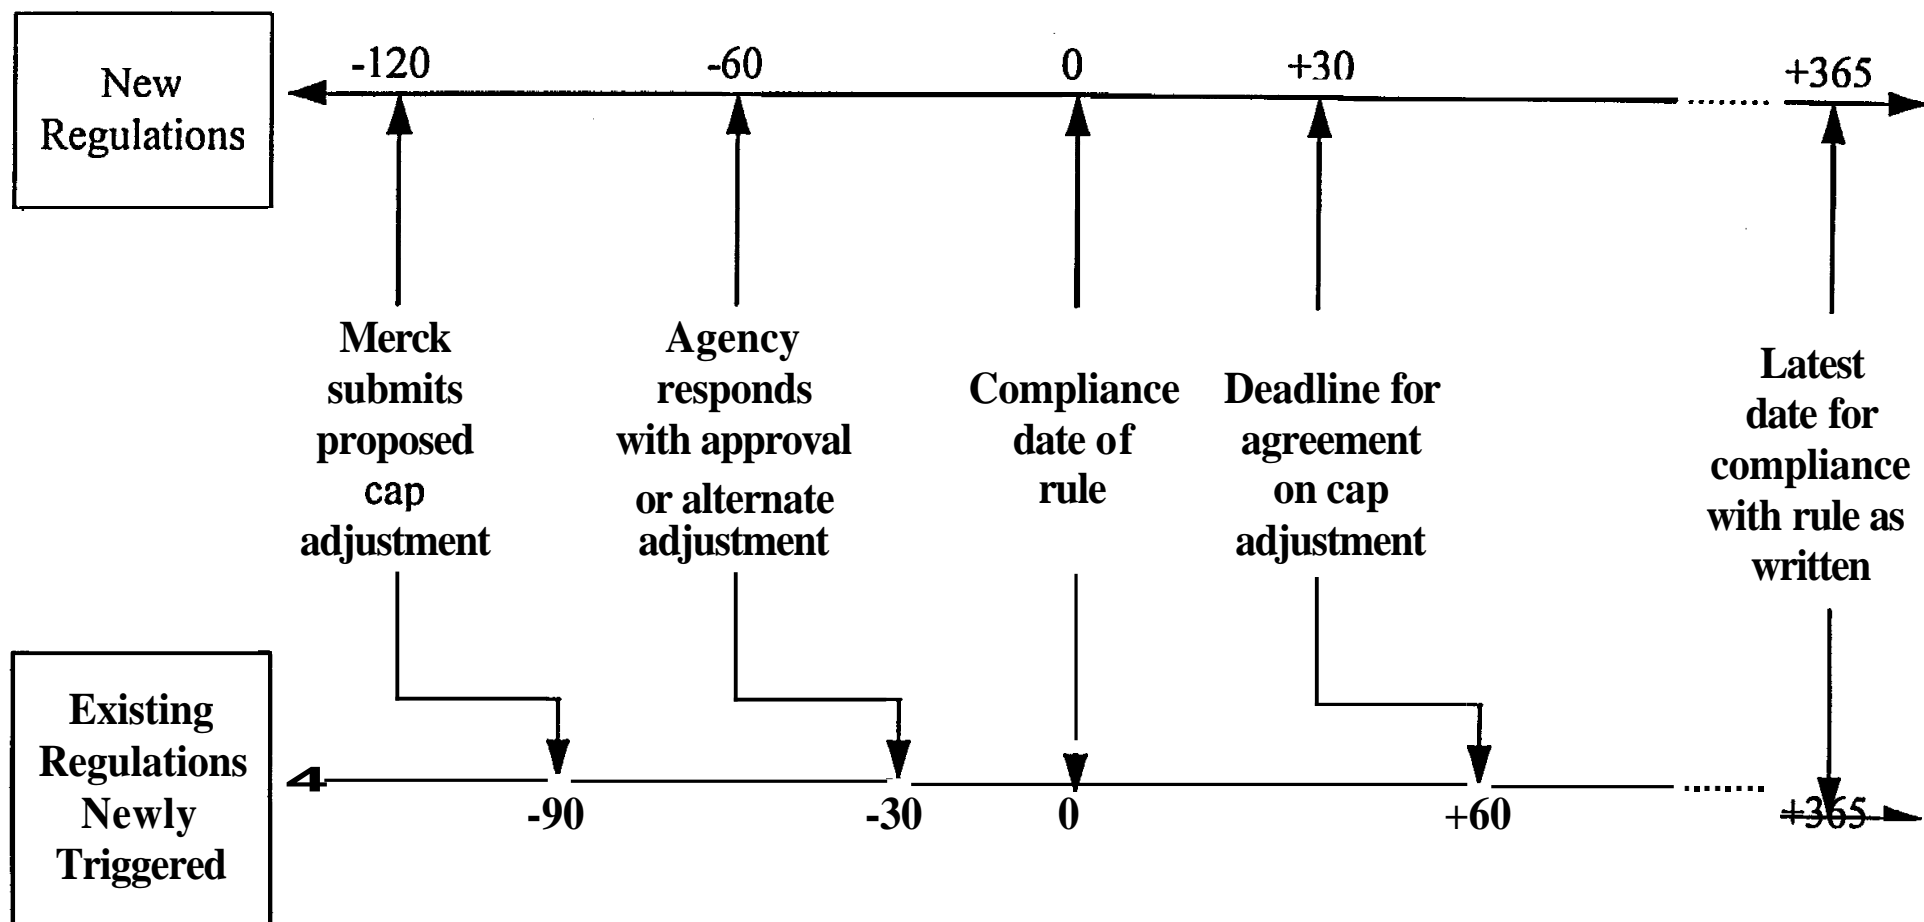 New
Regulations
-120
-60
0
+30
+365
Merck
submits
proposed
cap
adjustment
Agency
responds
with approval
or alternate
adjustment
Compliance
date of
rule
Deadline for
agreement
on cap
adjustment
Latest
date for
compliance
with rule as
written
Existing
Regulations
Newly
Triggered
-90
-30
0
+60
+365